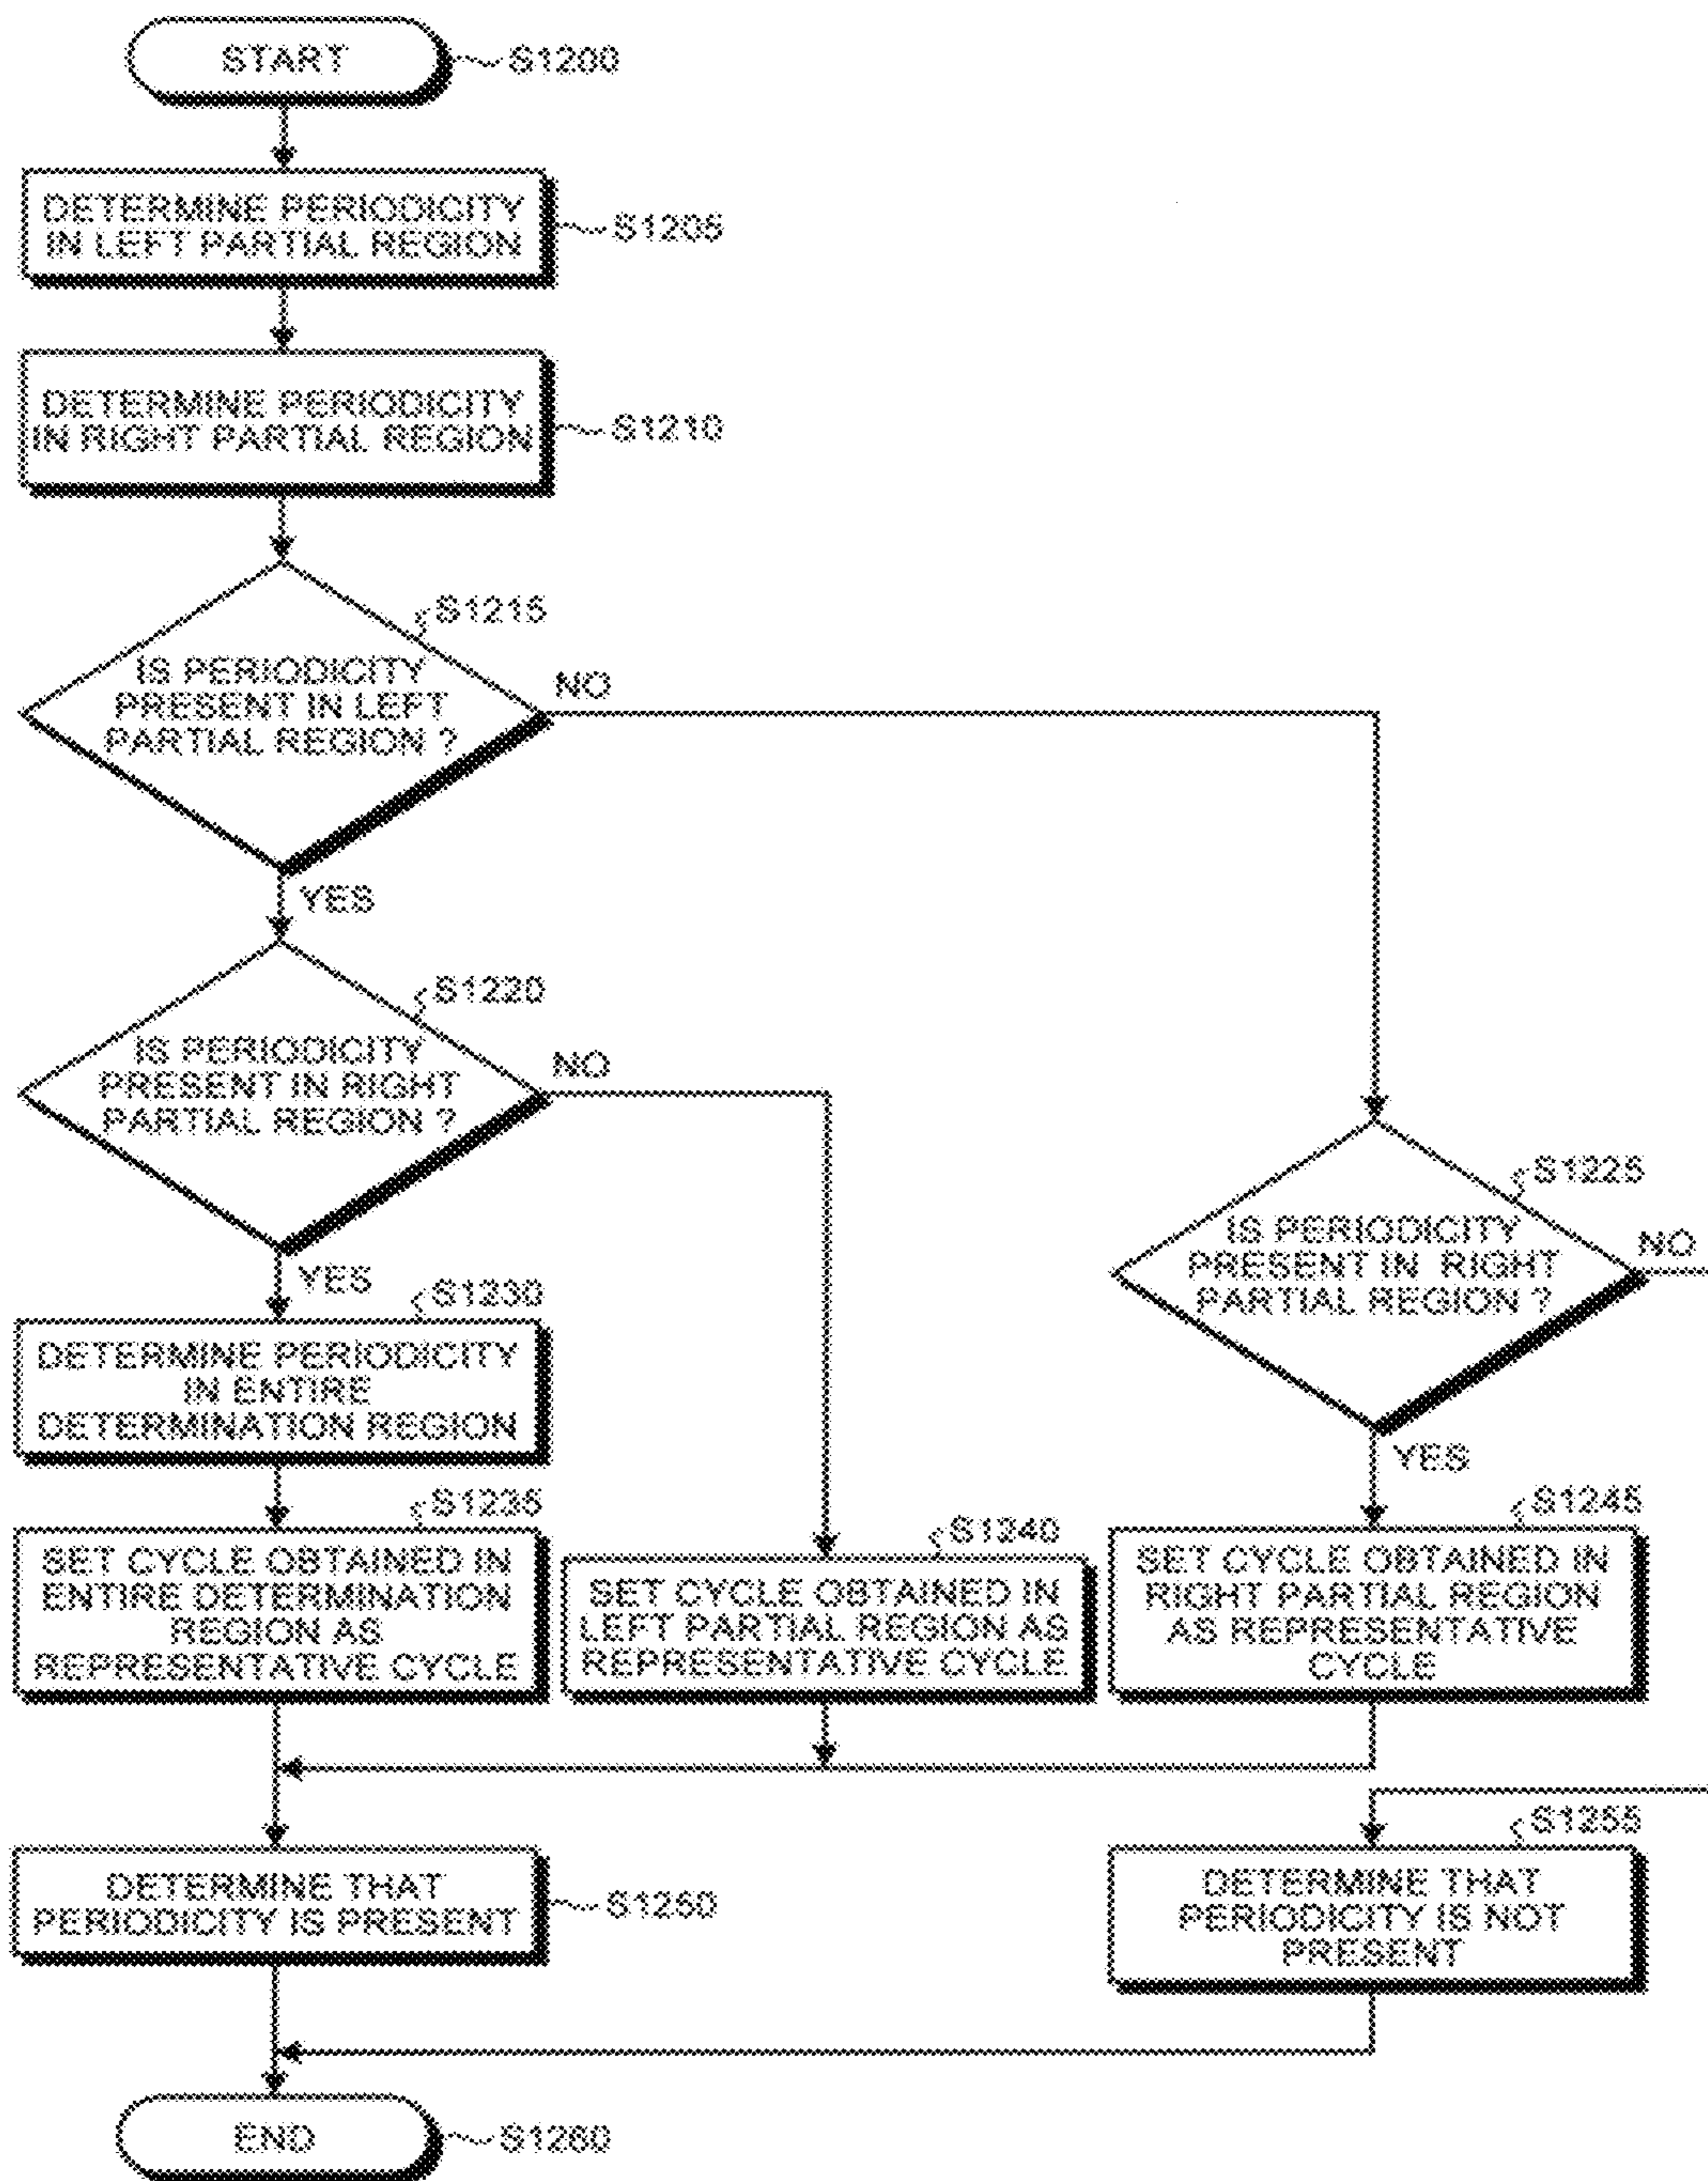 START
S1200
DETERMINE PERIODICITY
IN LEFT PARTIAL REGION
S1205
DETERMINE PERIODICITY
IN RIGHT PARTIAL REGION
S1210
S1215
IS PERIODICITY
PRESENT IN LEFT
PARTIAL REGION ?
NO
YES
S1220
IS PERIODICITY
PRESENT IN RIGHT
PARTIAL REGION ?
NO
YES
S1225
IS PERIODICITY
PRESENT IN RIGHT
PARTIAL REGION ?
NO
YES
S1230
DETERMINE PERIODICITY
IN ENTIRE
DETERMINATION REGION
S1235
SET CYCLE OBTAINED IN
ENTIRE DETERMINATION
REGION AS
REPRESENTATIVE CYCLE
S1240
SET CYCLE OBTAINED IN
LEFT PARTIAL REGION AS
REPRESENTATIVE CYCLE
S1245
SET CYCLE OBTAINED IN
RIGHT PARTIAL REGION
AS REPRESENTATIVE
CYCLE
DETERMINE THAT
PERIODICITY IS PRESENT
S1250
S1255
DETERMINE THAT
PERIODICITY IS NOT
PRESENT
END
S1260